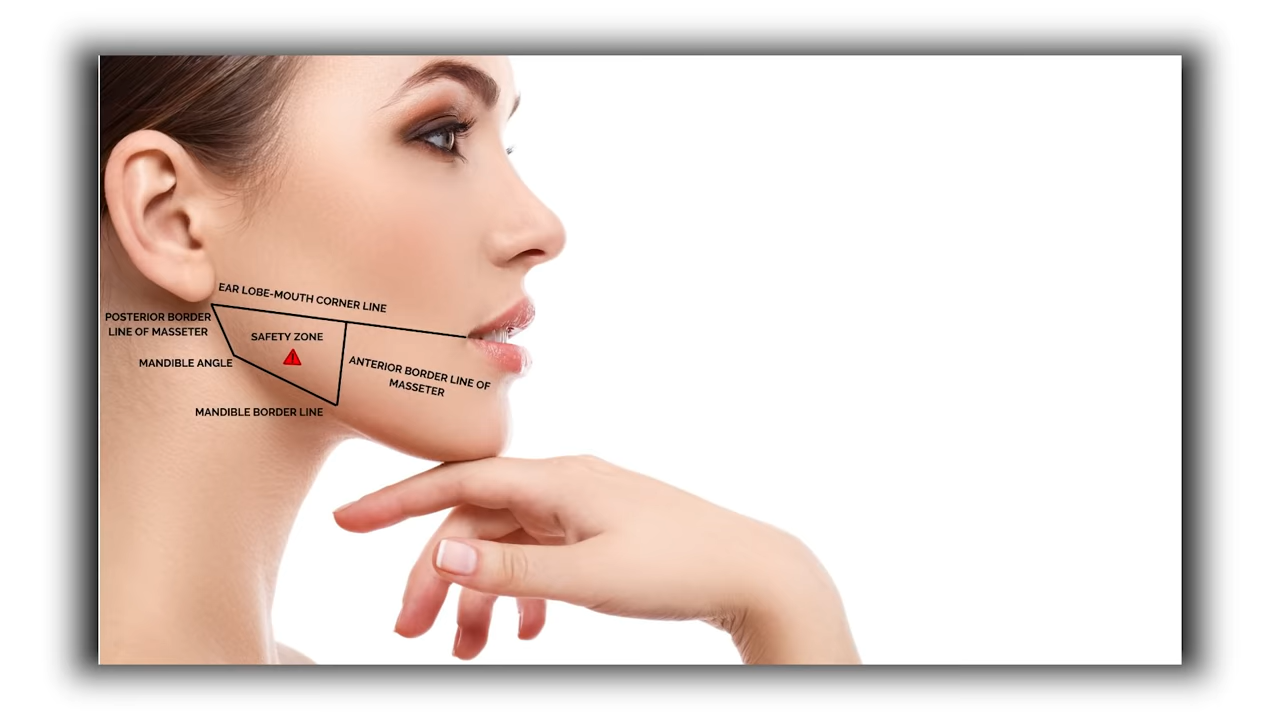 EAR LOBE-MOUTH CORNER LINE
POSTERIOR BORDER
LINE OF MASSETER
SAFETY ZONE
MANDIBLE ANGLE
ANTERIOR BORDER LINE OF
MASSETER
MANDIBLE BORDER LINE